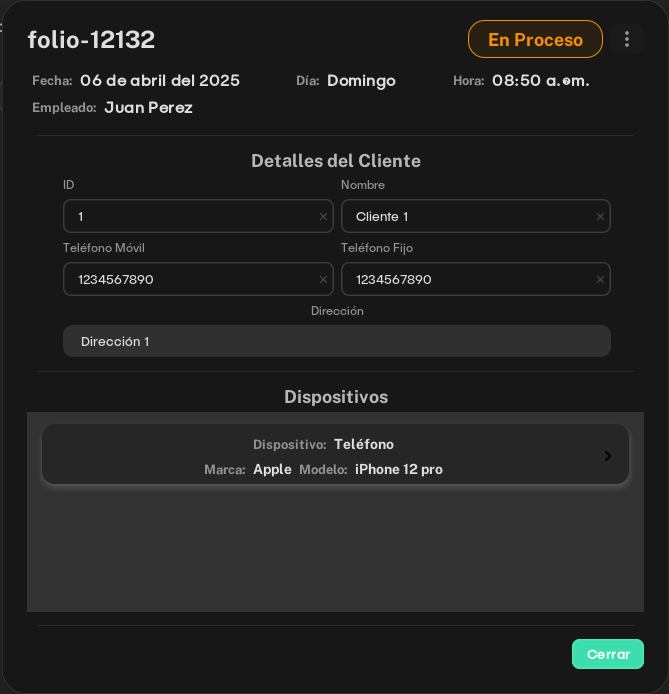 folio-12132 En Proceso
Fecha: 06 de abril del 2025 Día: Domingo Hora: 08:50 a. m.
Empleado: Juan Perez
Detalles del Cliente
ID Nombre
1 Cliente 1
Teléfono Móvil Teléfono Fijo
1234567890 1234567890
Dirección
Dirección 1
Dispositivos
Dispositivo: Teléfono
Marca: Apple Modelo: iPhone 12 pro
Cerrar